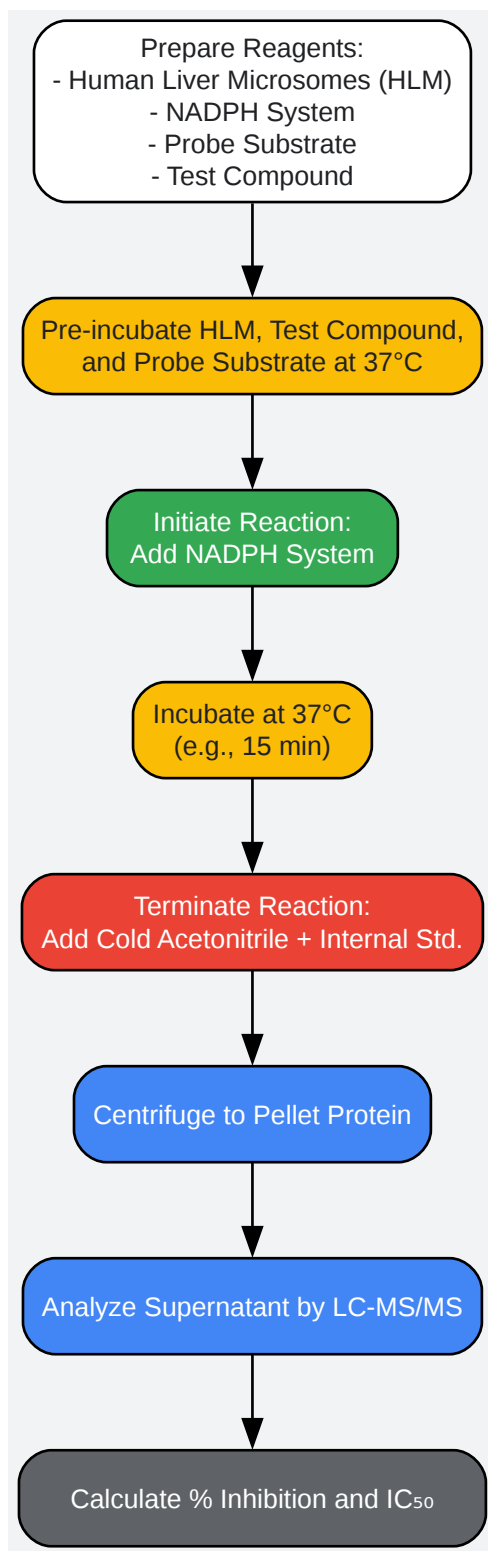 Prepare Reagents:
- Human Liver Microsomes (HLM)
- NADPH System
- Probe Substrate
- Test Compound
Pre-incubate HLM, Test Compound,
and Probe Substrate at 37°C
Initiate Reaction:
Add NADPH System
Incubate at 37°C
(e.g., 15 min)
Terminate Reaction:
Add Cold Acetonitrile + Internal Std.
Centrifuge to Pellet Protein
Analyze Supernatant by LC-MS/MS
Calculate % Inhibition and IC₅₀